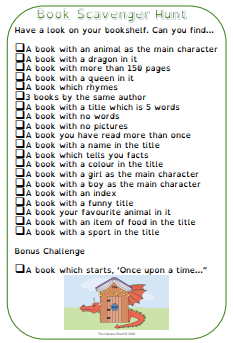 Book Scavenger Hunt
Have a look on your bookshelf. Can you find...
❑A book with an animal as the main character
❑A book with a dragon in it
❑A book with more than 150 pages
❑A book with a queen in it
❑A book which rhymes
❑3 books by the same author
❑A book with a title which is 5 words
❑A book with no words
❑A book with no pictures
❑A book you have read more than once
❑A book with a name in the title
❑A book which tells you facts
❑A book with a colour in the title
❑A book with a girl as the main character
❑A book with a boy as the main character
❑A book with an index
❑A book with a funny title
❑A book your favourite animal in it
❑A book with an item of food in the title
❑A book with a sport in the title
Bonus Challenge
❑A book which starts, ‘Once upon a time...”